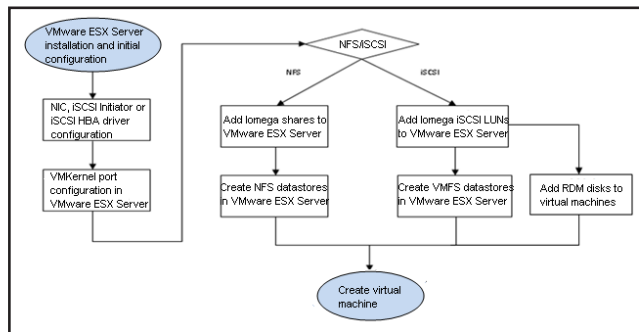 VMware ESX Server
installation and initial
configuration
NIC, iSCSI Initiator or
iSCSI HBA driver
configuration
VMKernel port
configuration in
VMware ESX Server
NFS/iSCSI
NFS
iSCSI
Add Iomega shares to
VMware ESX Server
Create NFS datastores
in VMware ESX Server
Add Iomega iSCSI LUNs
to VMware ESX Server
Create VMFS datastores
in VMware ESX Server
Add RDM disks to
virtual machines
Create virtual
machine